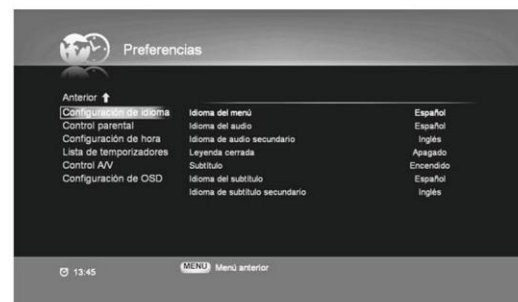 Preferencias
Anterior ↑
Configuración de idioma Idioma del menú Español
Control parental Idioma del audio Español
Configuración de hora Idioma de audio secundario Inglés
Lista de temporizadores Leyenda cerrada Apagado
Control A/V Subtítulo Encendido
Configuración de OSD Idioma del subtítulo Español
Idioma de subtítulo secundario Inglés
13:45 MENU Menú anterior